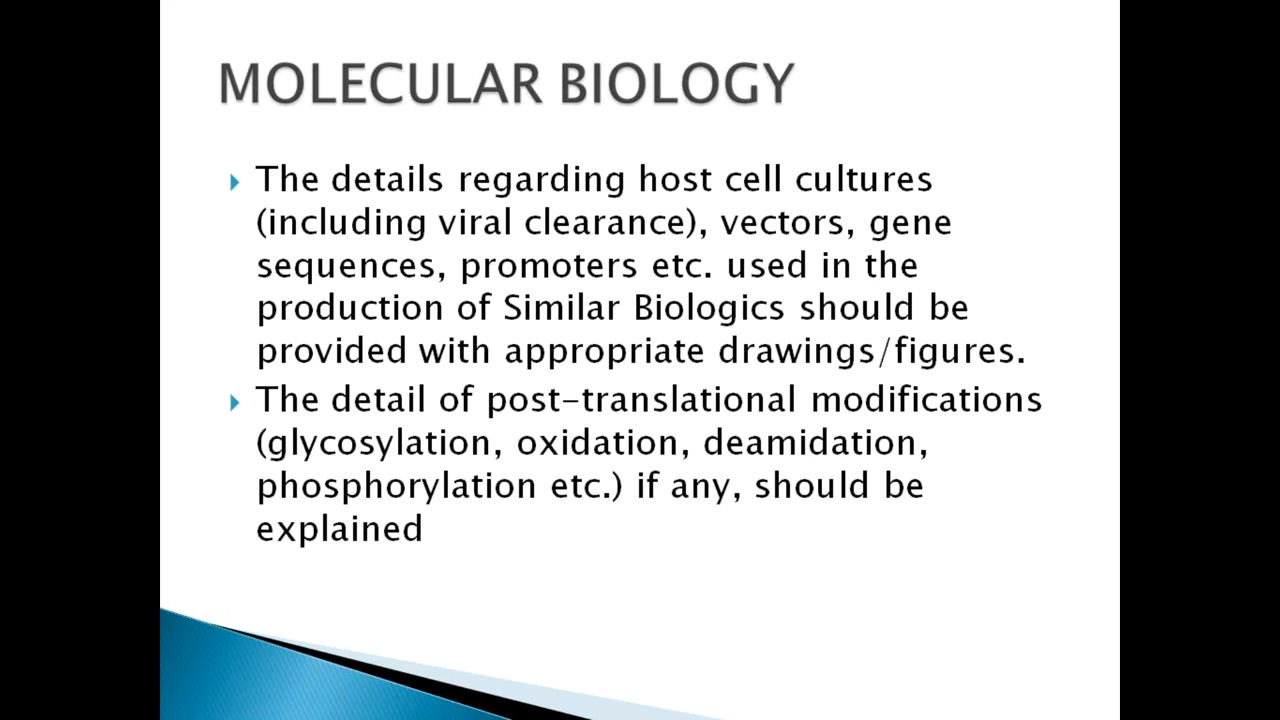 MOLECULAR BIOLOGY
The details regarding host cell cultures
(including viral clearance), vectors, gene
sequences, promoters etc. used in the
production of Similar Biologics should be
provided with appropriate drawings/figures.
The detail of post-translational modifications
(glycosylation, oxidation, deamidation,
phosphorylation etc.) if any, should be
explained